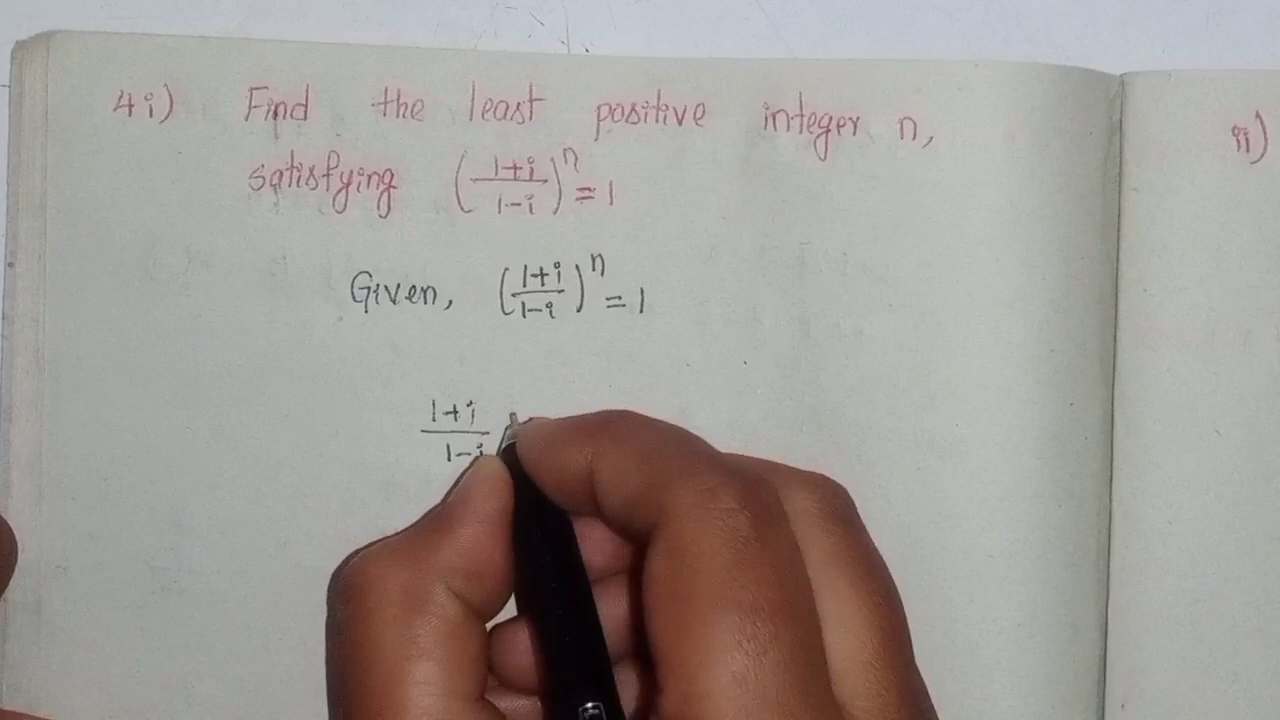 4i) Find the least positive integer n,
satisfying (1+i/1-i)^n = 1
Given, (1+i/1-i)^n = 1
1+i/1-i
ii)